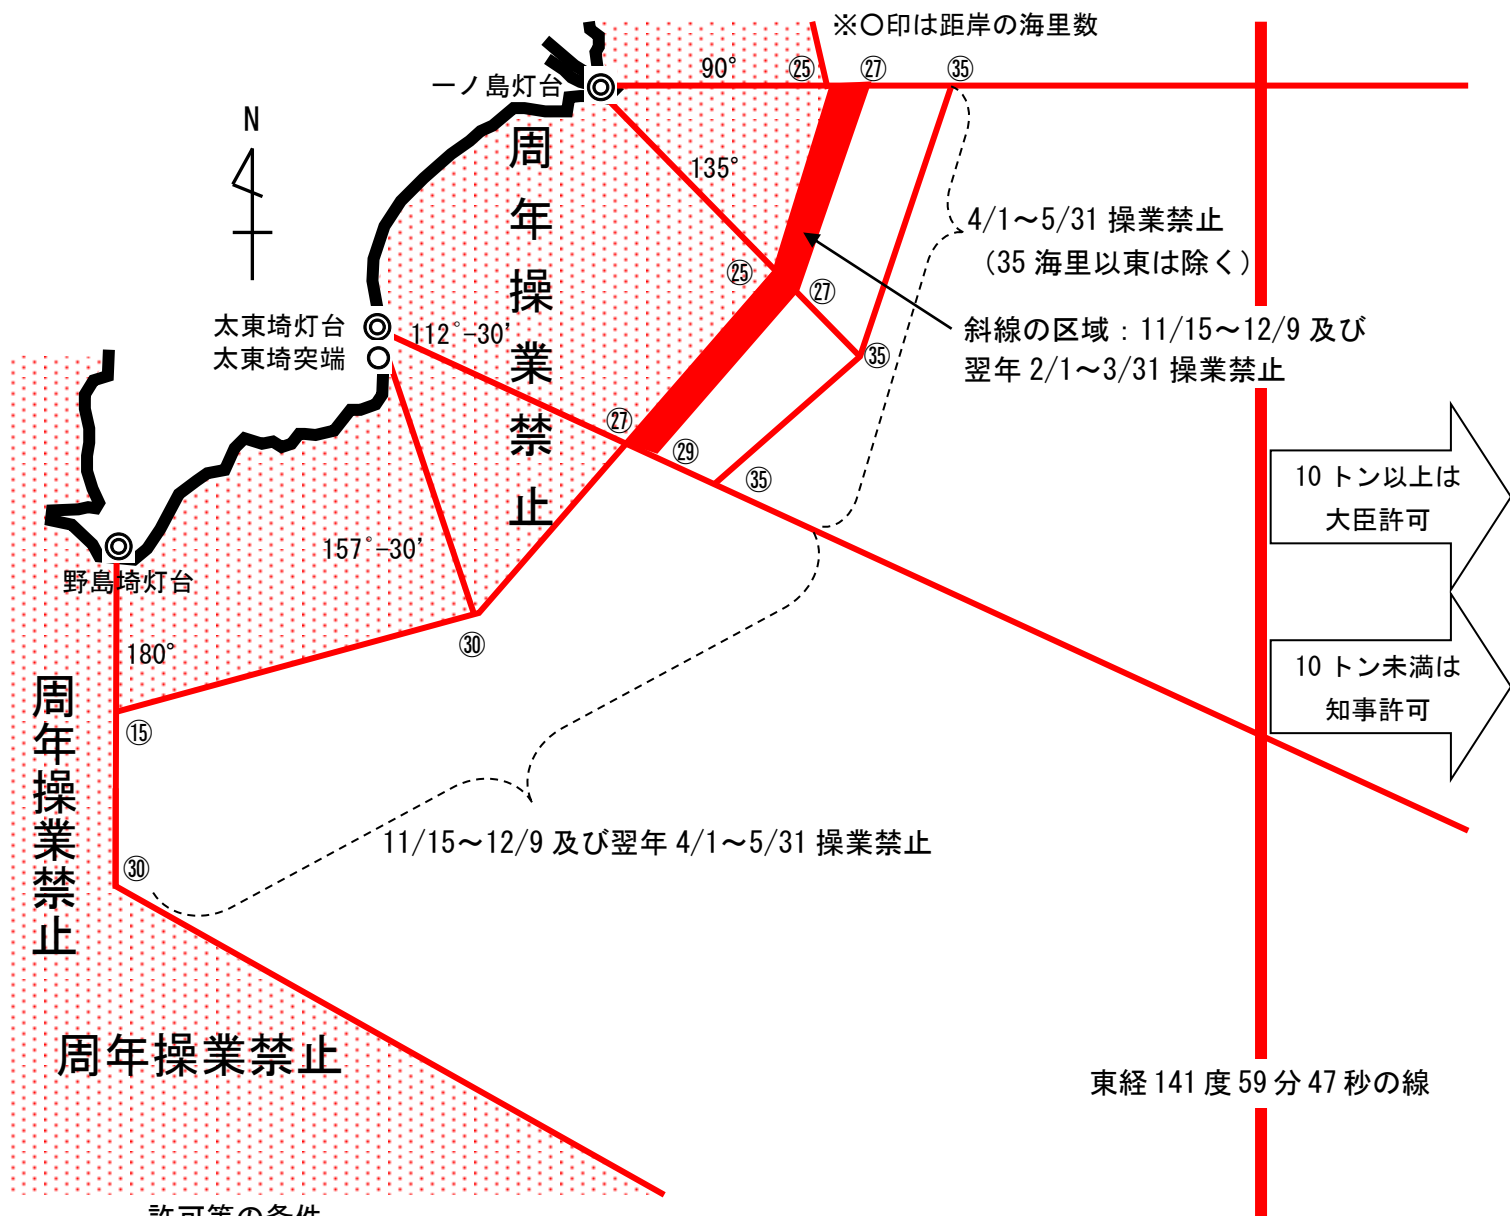 ※〇印は距岸の海里数
90°
㉕
㉗
㉟
一ノ島灯台
N
135°
周年操業禁止
4/1～5/31 操業禁止
（35 海里以東は除く）
㉕
㉗
太東埼灯台
太東埼突端
112°-30'
斜線の区域：11/15～12/9 及び
翌年 2/1～3/31 操業禁止
㉟
㉗
㉙
㉟
10 トン以上は
大臣許可
157°-30'
野島埼灯台
㉚
180°
10 トン未満は
知事許可
⑮
周年操業禁止
11/15～12/9 及び翌年 4/1～5/31 操業禁止
㉚
周年操業禁止
東経 141 度 59 分 47 秒の線
許可等の条件